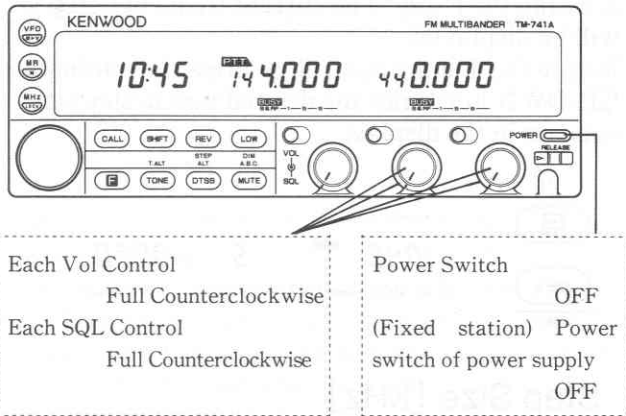 KENWOOD FM MULTIBANDER TM-741A
VFO
MR
M
MHz
PTT
10:45 144.000 440.000
BUSY BUSY
CALL SHIFT REV LOW
POWER
RELEASE
VOL
SQL
STEP DIM
T.ALT ALT A.B.C.
F TONE DTSS MUTE
Each Vol Control
Full Counterclockwise
Each SQL Control
Full Counterclockwise
Power Switch
OFF
(Fixed station) Power
switch of power supply
OFF